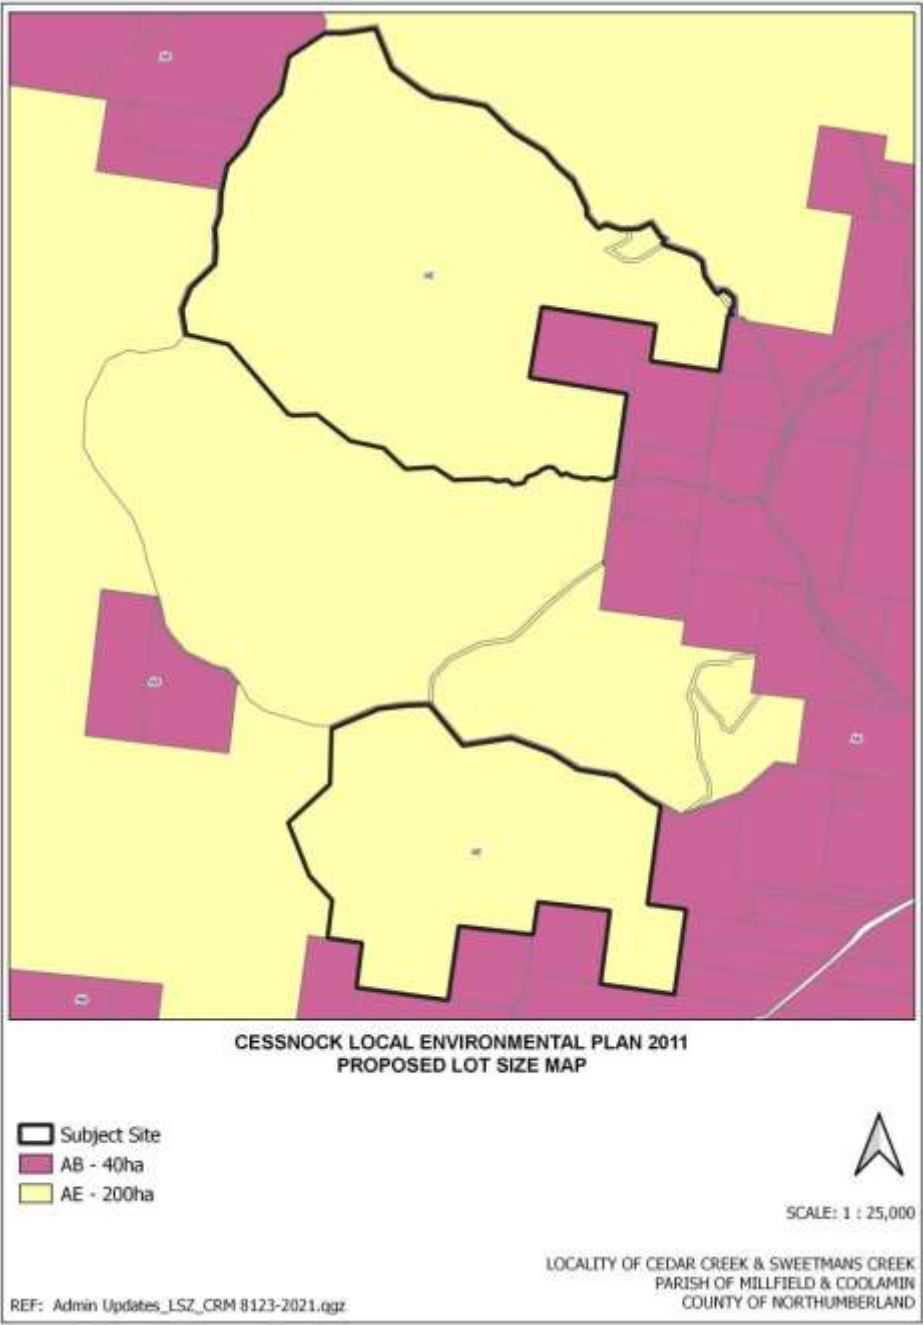 CESSNOCK LOCAL ENVIRONMENTAL PLAN 2011
PROPOSED LOT SIZE MAP
Subject Site
AB - 40ha
AE - 200ha
SCALE: 1 : 25,000
LOCALITY OF CEDAR CREEK & SWEETMANS CREEK
PARISH OF MILLFIELD & COOLAMIN
COUNTY OF NORTHUMBERLAND
REF: Admin Updates_LSZ_CRM 8123-2021.qgz